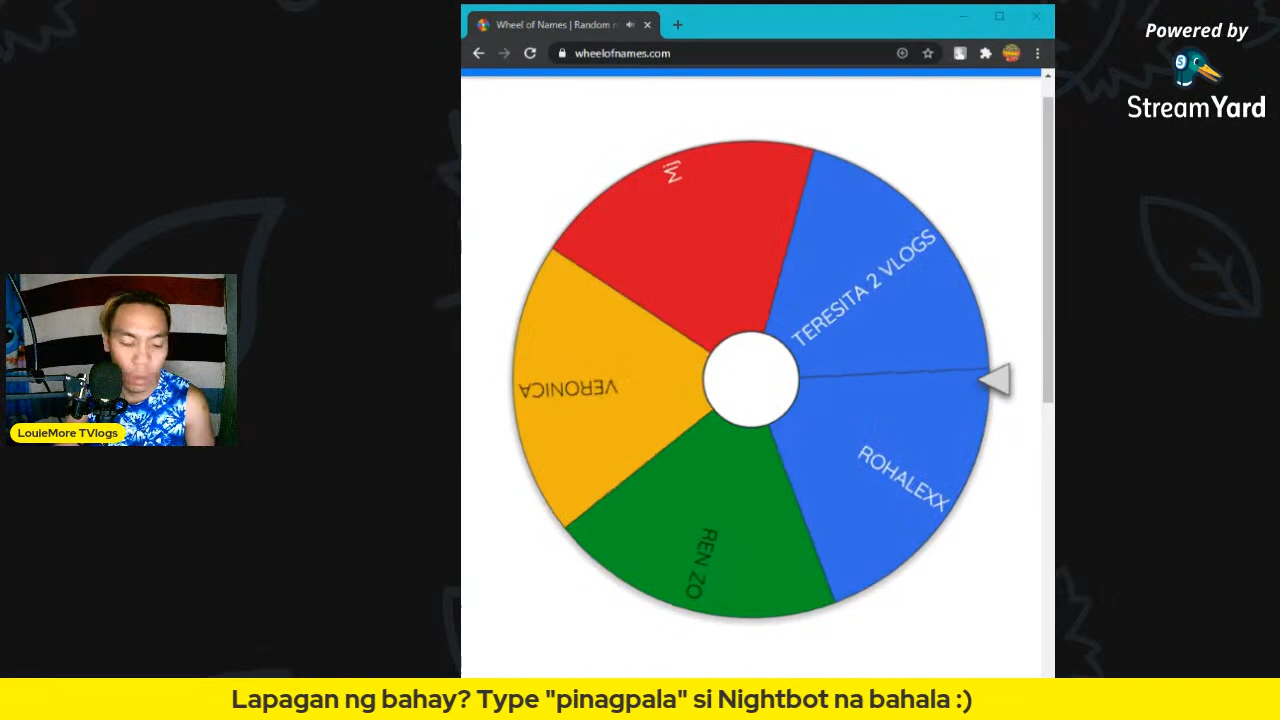 Wheel of Names | Random n
wheelofnames.com
Powered by
StreamYard
TERESITA 2 VLOGS
VERONICA
ROHALEXX
REN ZO
LouieMore TVlogs
Lapagan ng bahay? Type "pinagpala" si Nightbot na bahala :)